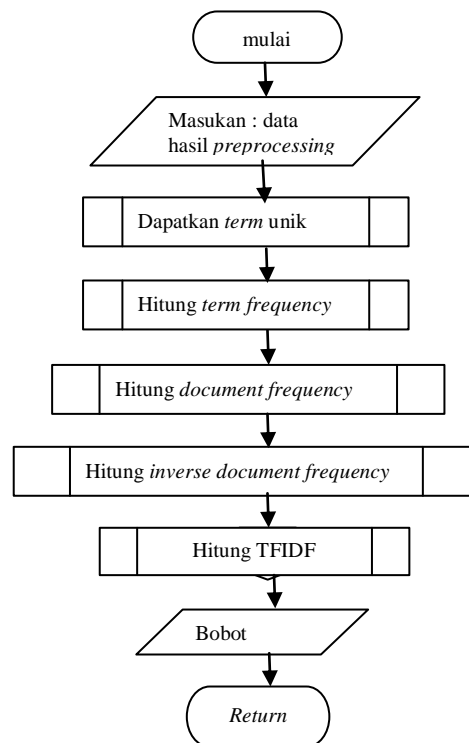 mulai
Masukan : data
hasil preprocessing
Dapatkan term unik
Hitung term frequency
Hitung document frequency
Hitung inverse document frequency
Hitung TFIDF
Bobot
Return